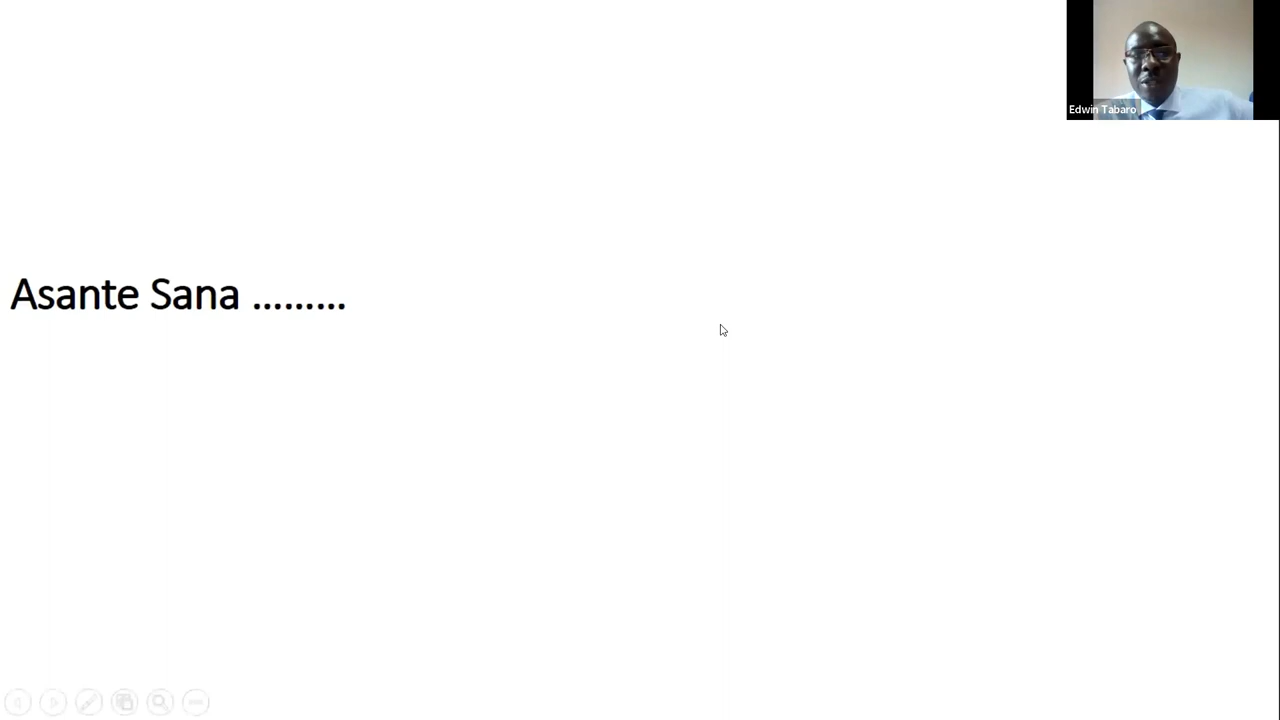 Edwin Tabaro
Asante Sana .........